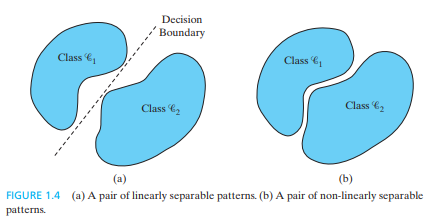 Decision
Boundary
Class 𝒞₁
Class 𝒞₂
(a)
Class 𝒞₁
Class 𝒞₂
(b)
FIGURE 1.4 (a) A pair of linearly separable patterns. (b) A pair of non-linearly separable
patterns.